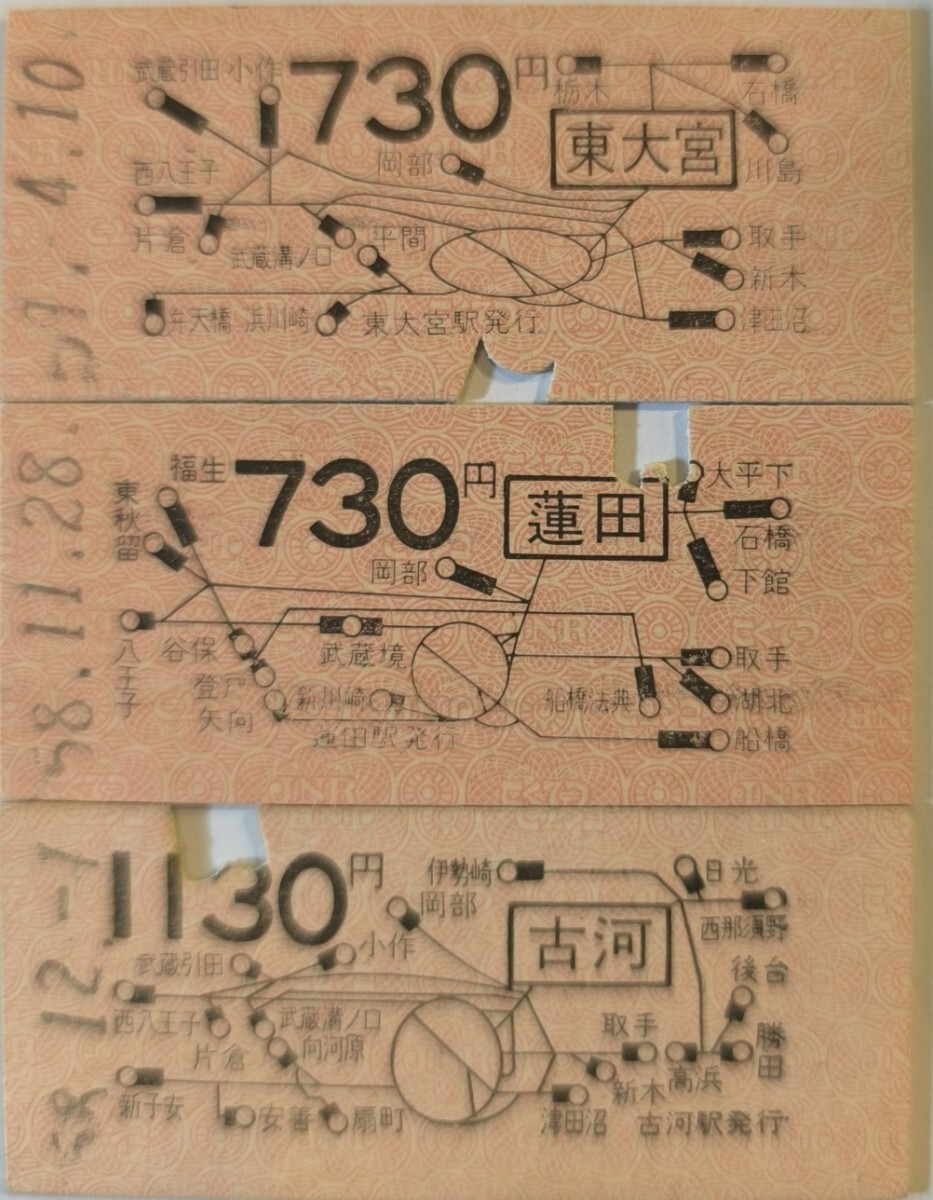 57.-4.10.
武蔵引田
小作
730円
栃木
石橋
東大宮
川島
岡部
西八王子
片倉
武蔵溝ノ口
平間
取手
新木
津田沼
弁天橋
浜川崎
東大宮駅発行
58.11.28.
福生
東秋留
730円
蓮田
大平下
石橋
下館
岡部
八王子
谷保
武蔵境
登戸
矢向
新川崎
船橋法典
取手
湖北
船橋
蓮田駅発行
58.12.-1
1130円
伊勢崎
岡部
日光
西那須野
古河
小作
武蔵引田
後台
西八王子
武蔵溝ノ口
片倉
向河原
取手
高浜
勝田
新木
新子安
安善
扇町
津田沼
古河駅発行